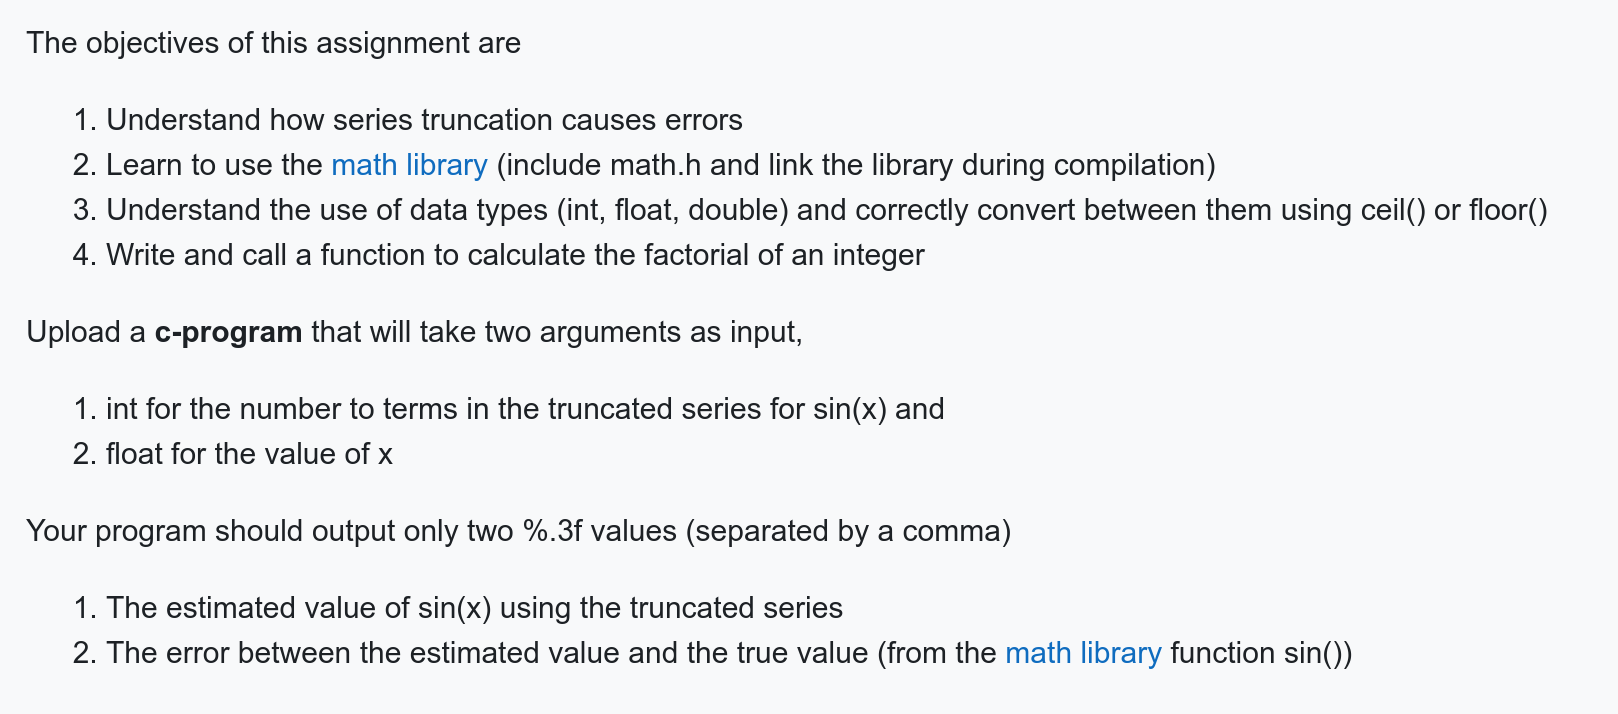 The objectives of this assignment are
1. Understand how series truncation causes errors
2. Learn to use the math library (include math.h and link the library during compilation)
3. Understand the use of data types (int, float, double) and correctly convert between them using ceil() or floor()
4. Write and call a function to calculate the factorial of an integer
Upload a c-program that will take two arguments as input,
1. int for the number to terms in the truncated series for sin(x) and
2. float for the value of x
Your program should output only two %.3f values (separated by a comma)
1. The estimated value of sin(x) using the truncated series
2. The error between the estimated value and the true value (from the math library function sin())